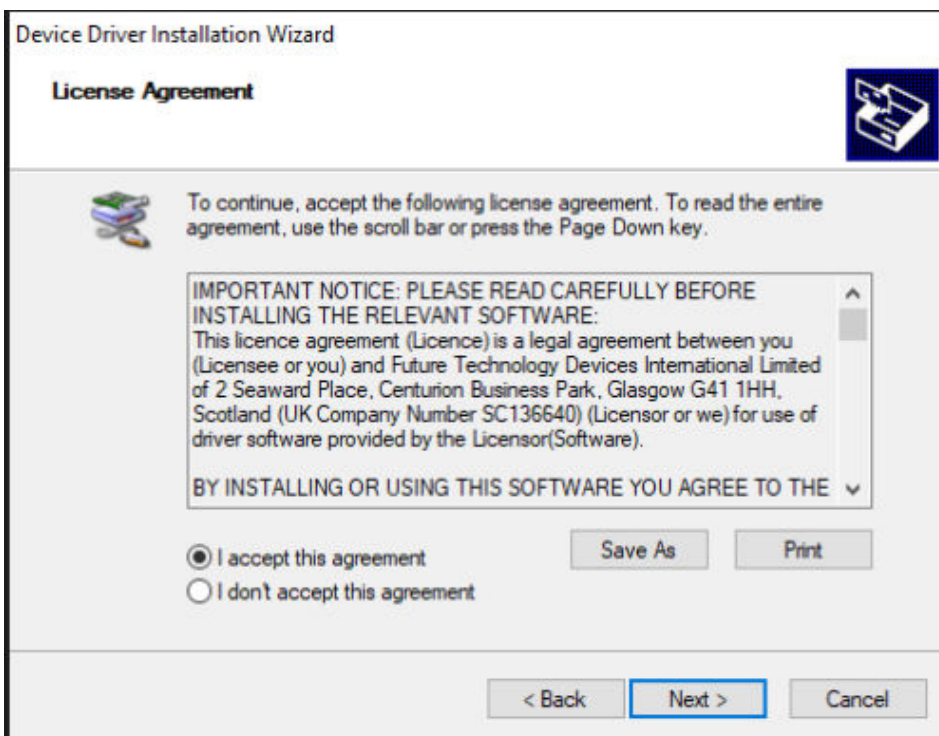 Device Driver Installation Wizard
License Agreement
To continue, accept the following license agreement. To read the entire
agreement, use the scroll bar or press the Page Down key.
IMPORTANT NOTICE: PLEASE READ CAREFULLY BEFORE
INSTALLING THE RELEVANT SOFTWARE:
This licence agreement (Licence) is a legal agreement between you
(Licensee or you) and Future Technology Devices International Limited
of 2 Seaward Place, Centurion Business Park, Glasgow G41 1HH,
Scotland (UK Company Number SC136640) (Licensor or we) for use of
driver software provided by the Licensor(Software).
BY INSTALLING OR USING THIS SOFTWARE YOU AGREE TO THE
I accept this agreement
Save As
Print
I don't accept this agreement
< Back
Next >
Cancel